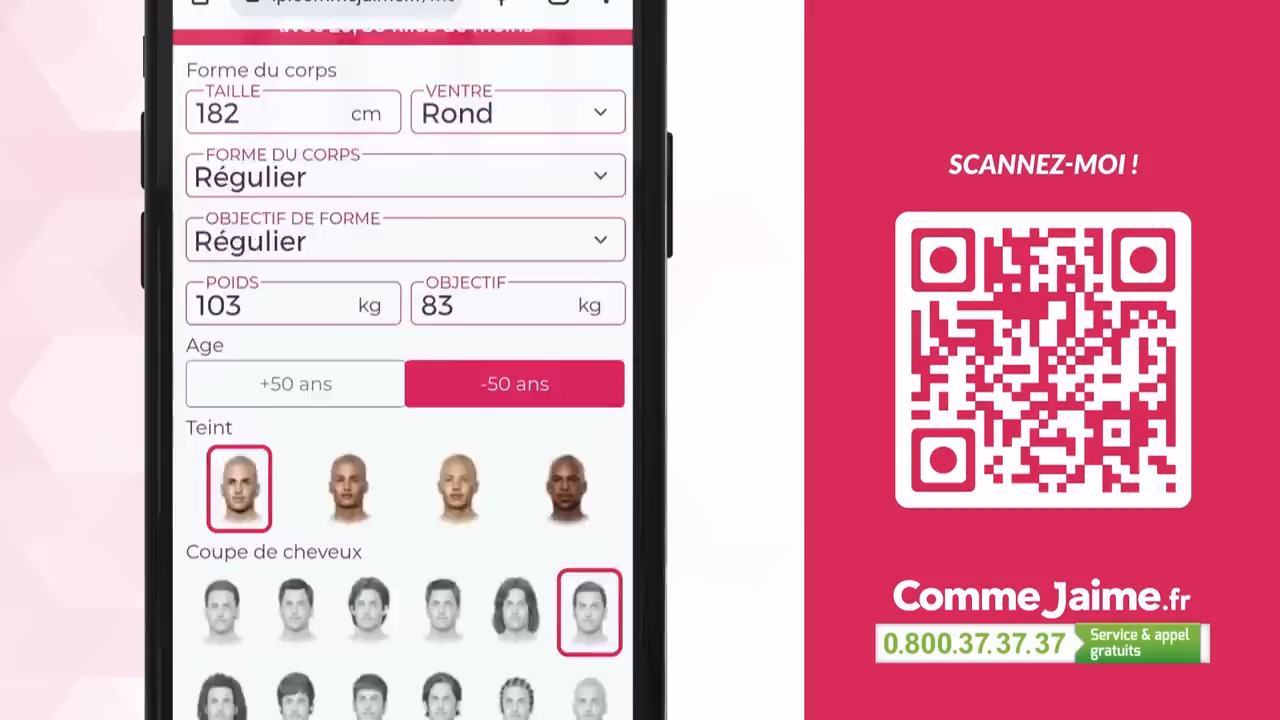 Forme du corps
TAILLE
182 cm
VENTRE
Rond
FORME DU CORPS
Régulier
OBJECTIF DE FORME
Régulier
POIDS
103 kg
OBJECTIF
83 kg
Age
+50 ans
-50 ans
Teint
Coupe de cheveux
SCANNEZ-MOI !
CommeJaime.fr
0.800.37.37.37
Service & appel
gratuits